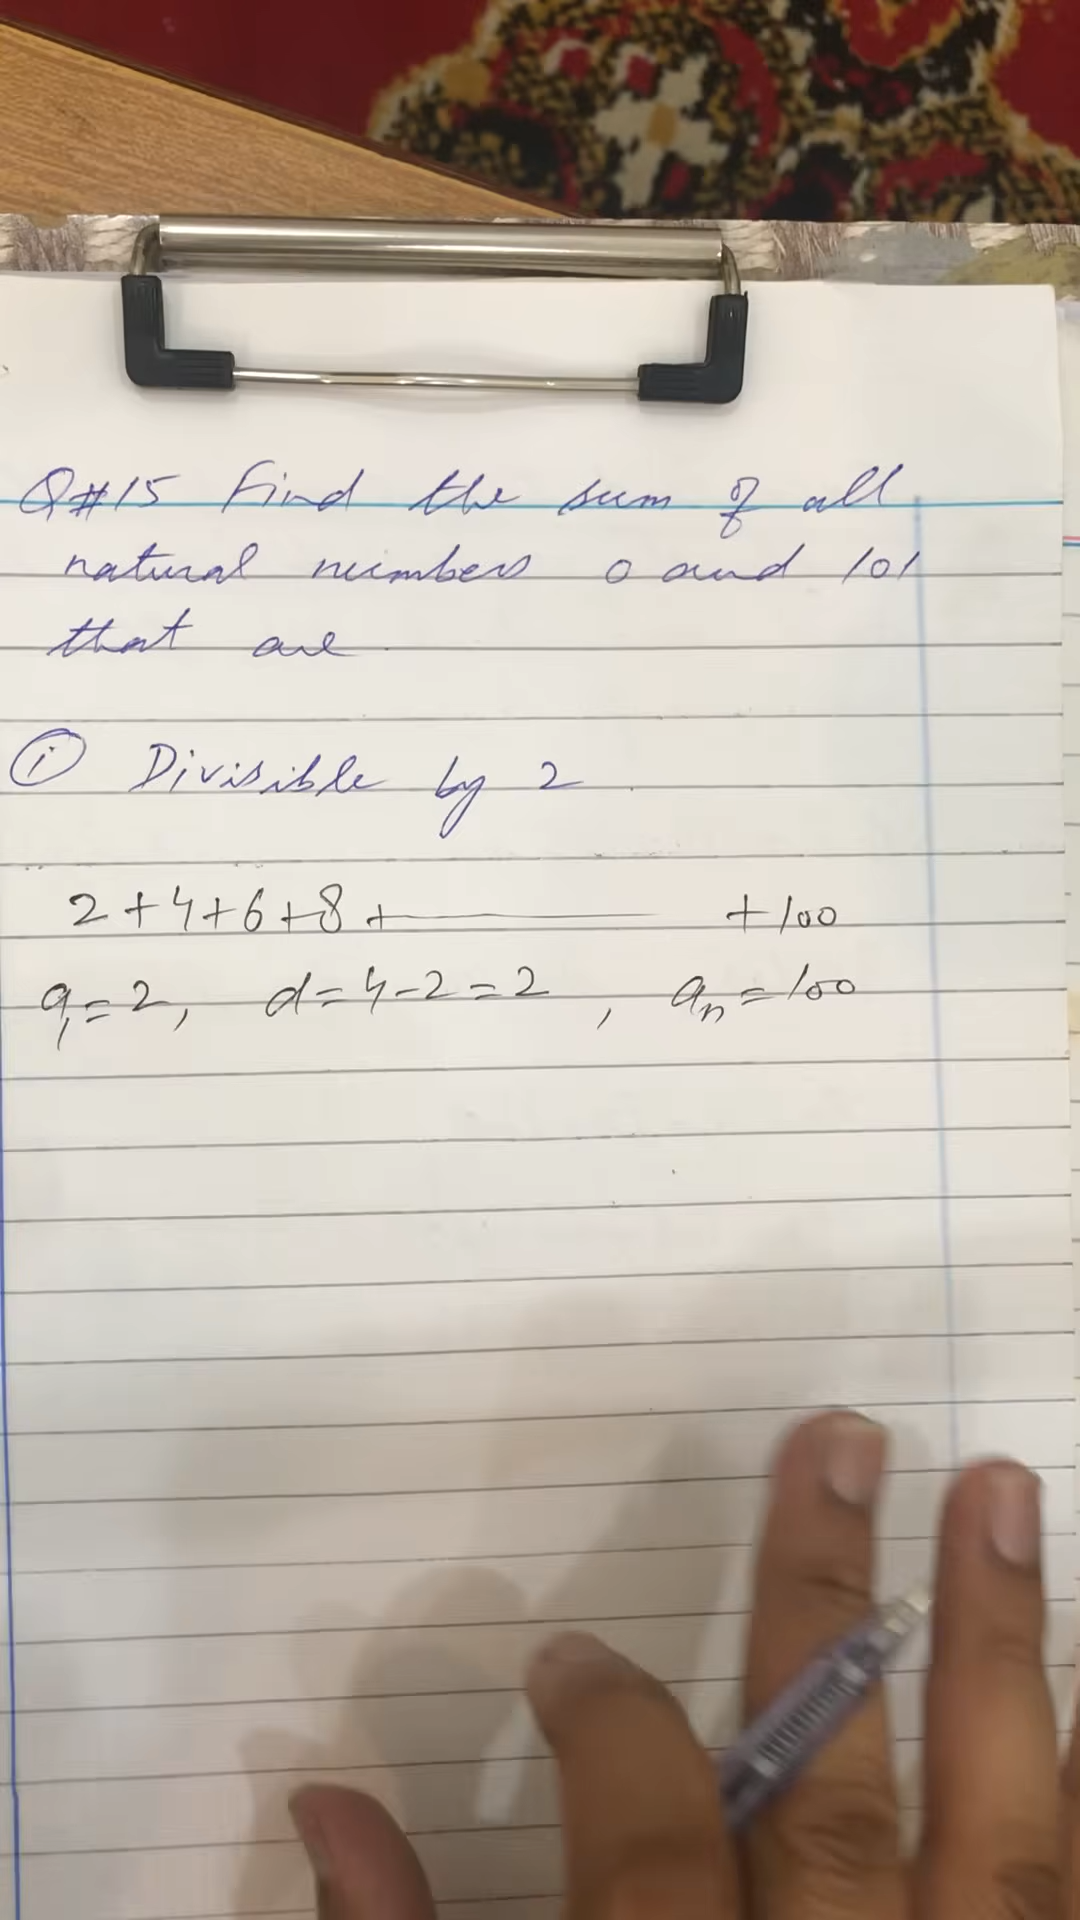 Q#15 Find the sum of all
natural numbers 0 and 101
that are
(i) Divisible by 2
2+4+6+8+ ——— +100
a₁=2, d=4-2=2, aₙ=100